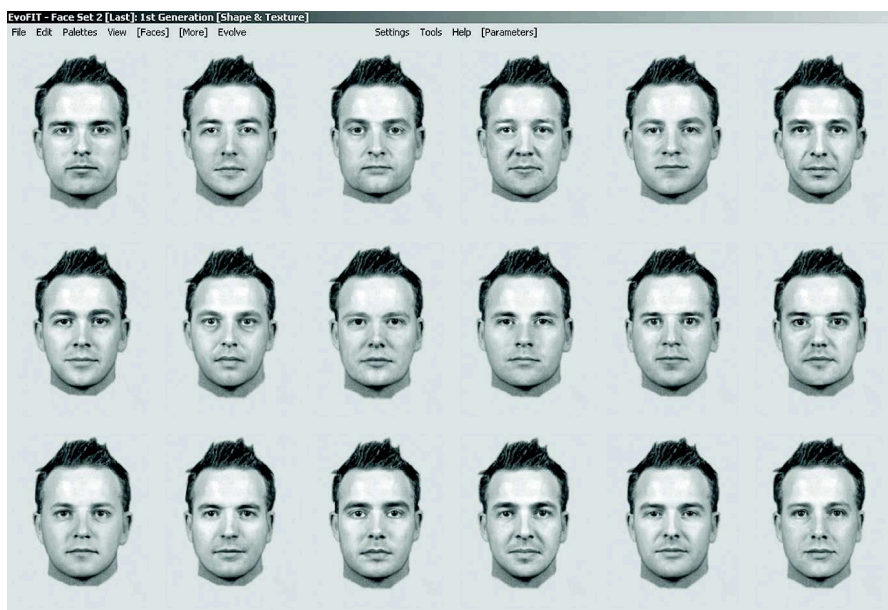 EvoFIT - Face Set 2 [Last]: 1st Generation [Shape & Texture]
File Edit Palettes View [Faces] [More] Evolve Settings Tools Help [Parameters]